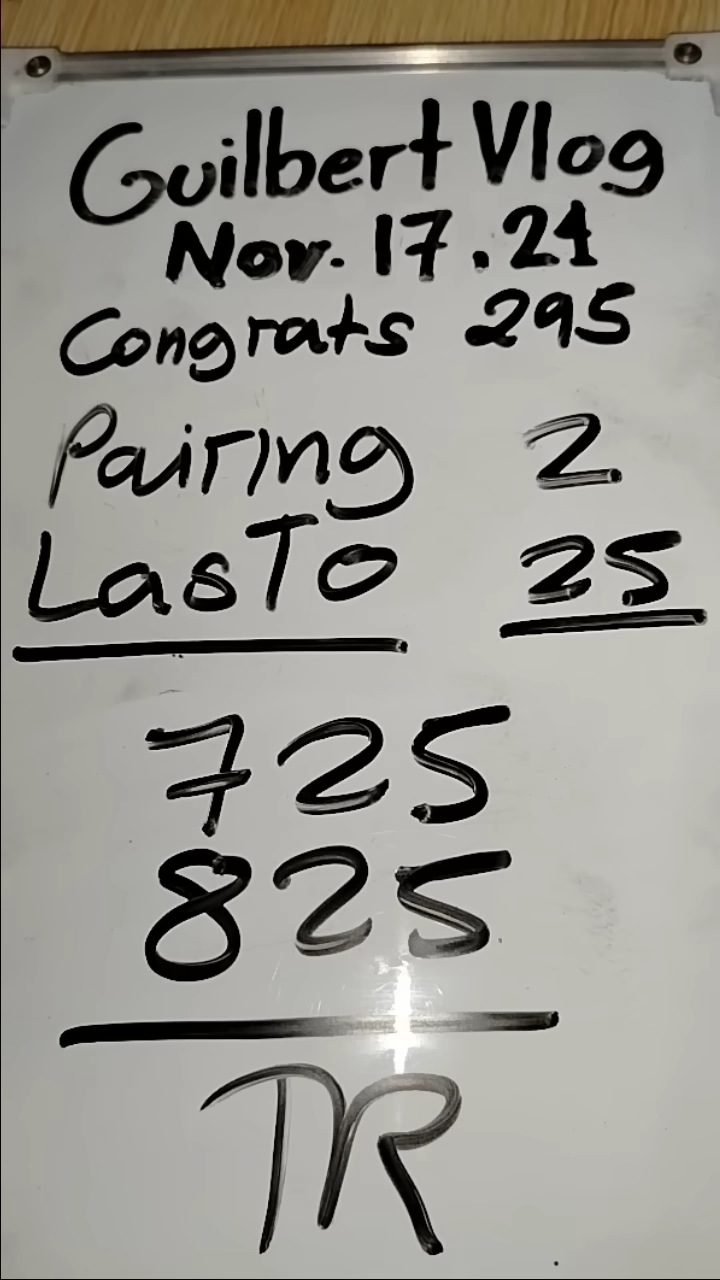 Guilbert Vlog
Nov. 17.24
Congrats 295
Pairing 2
LasTo 25
725
825
TR